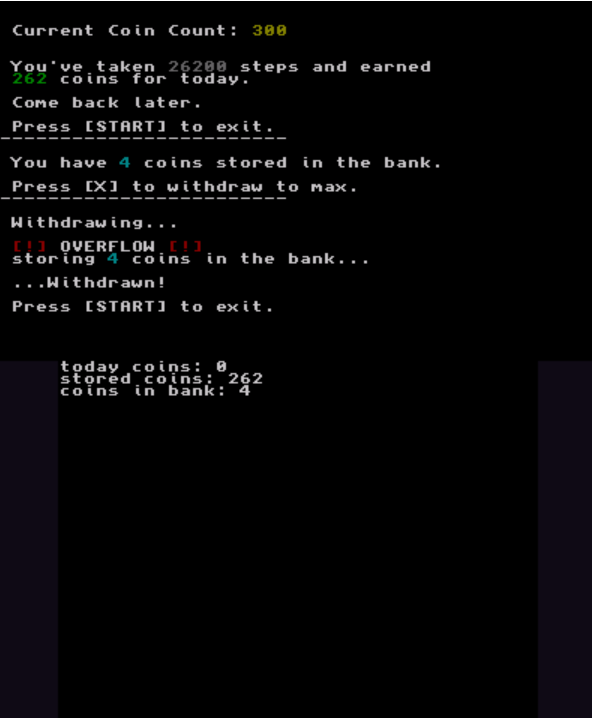 Current Coin Count: 300
You've taken 26200 steps and earned
262 coins for today.
Come back later.
Press [START] to exit.
------------------------
You have 4 coins stored in the bank.
Press [X] to withdraw to max.
------------------------
Withdrawing...
[!] OVERFLOW [!]
storing 4 coins in the bank...
...Withdrawn!
Press [START] to exit.
today coins: 0
stored coins: 262
coins in bank: 4